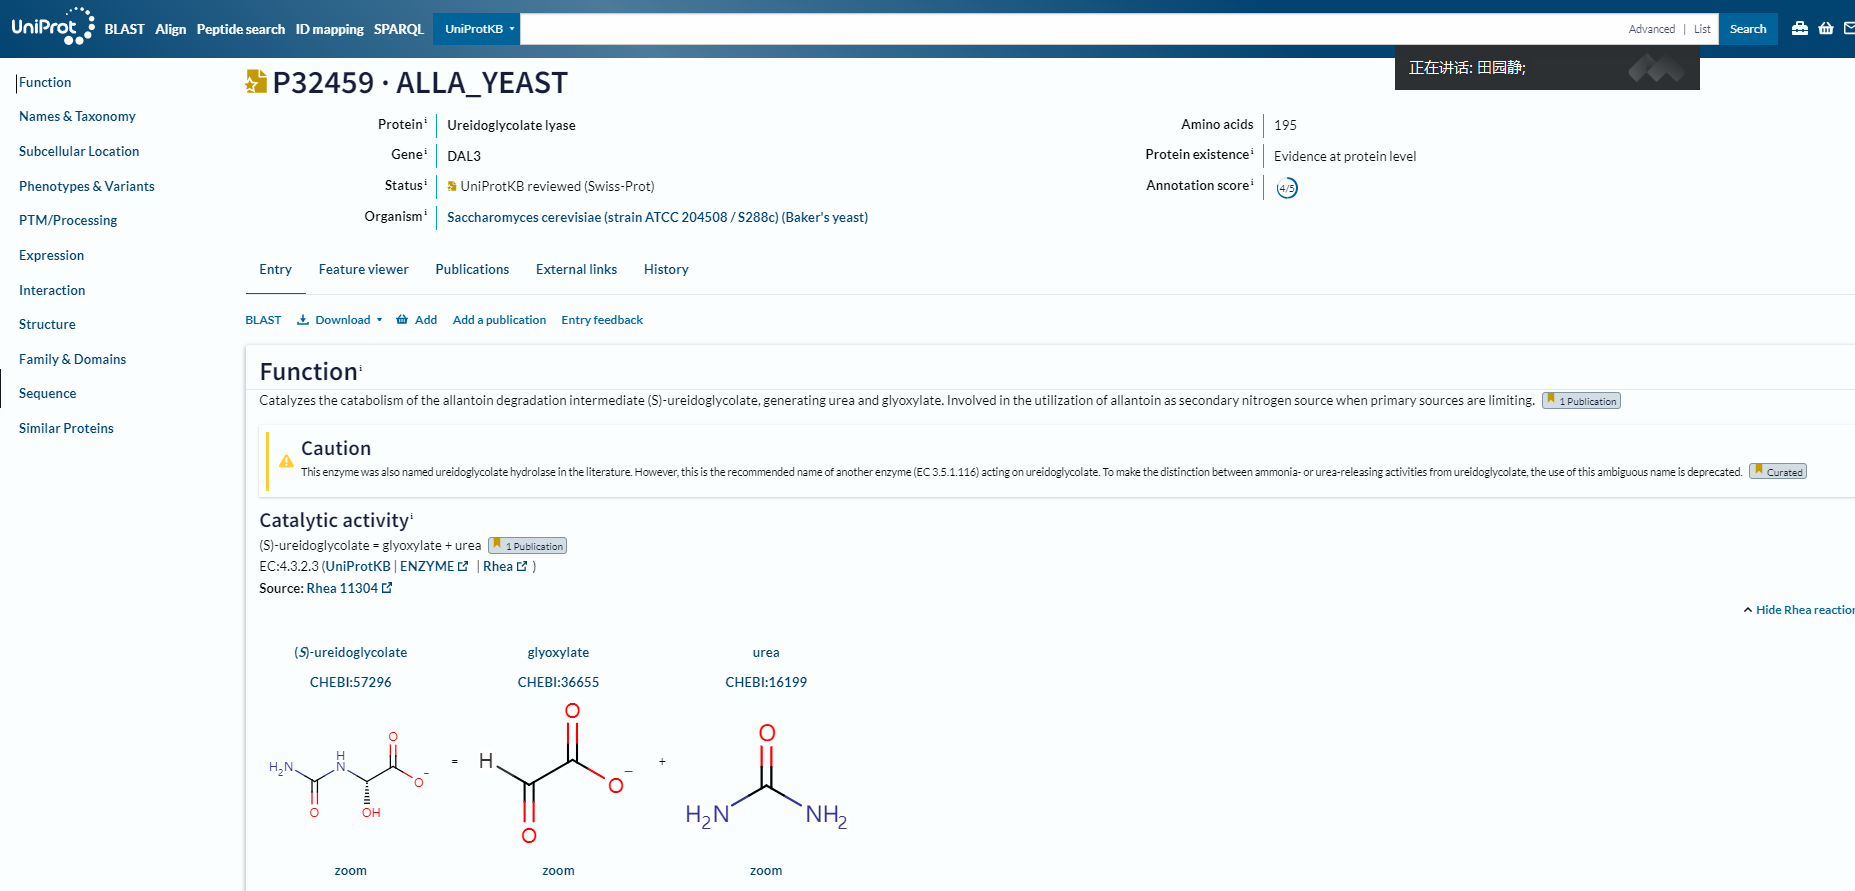 UniProt BLAST Align Peptide search ID mapping SPARQL UniProtKB Advanced | List Search
正在讲话: 田园静;
Function
Names & Taxonomy
Subcellular Location
Phenotypes & Variants
PTM/Processing
Expression
Interaction
Structure
Family & Domains
Sequence
Similar Proteins
P32459 · ALLA_YEAST
Protein i Ureidoglycolate lyase
Gene i DAL3
Status i UniProtKB reviewed (Swiss-Prot)
Organism i Saccharomyces cerevisiae (strain ATCC 204508 / S288c) (Baker's yeast)
Amino acids 195
Protein existence i Evidence at protein level
Annotation score i 4/5
Entry Feature viewer Publications External links History
BLAST Download Add Add a publication Entry feedback
Function i
Catalyzes the catabolism of the allantoin degradation intermediate (S)-ureidoglycolate, generating urea and glyoxylate. Involved in the utilization of allantoin as secondary nitrogen source when primary sources are limiting. 1 Publication
Caution
This enzyme was also named ureidoglycolate hydrolase in the literature. However, this is the recommended name of another enzyme (EC 3.5.1.116) acting on ureidoglycolate. To make the distinction between ammonia- or urea-releasing activities from ureidoglycolate, the use of this ambiguous name is deprecated. Curated
Catalytic activity i
(S)-ureidoglycolate = glyoxylate + urea 1 Publication
EC:4.3.2.3 (UniProtKB | ENZYME | Rhea )
Source: Rhea 11304
Hide Rhea reaction
(S)-ureidoglycolate glyoxylate urea
CHEBI:57296 CHEBI:36655 CHEBI:16199
H2N O H N OH O O- = H O O O- + O H2N NH2
zoom zoom zoom